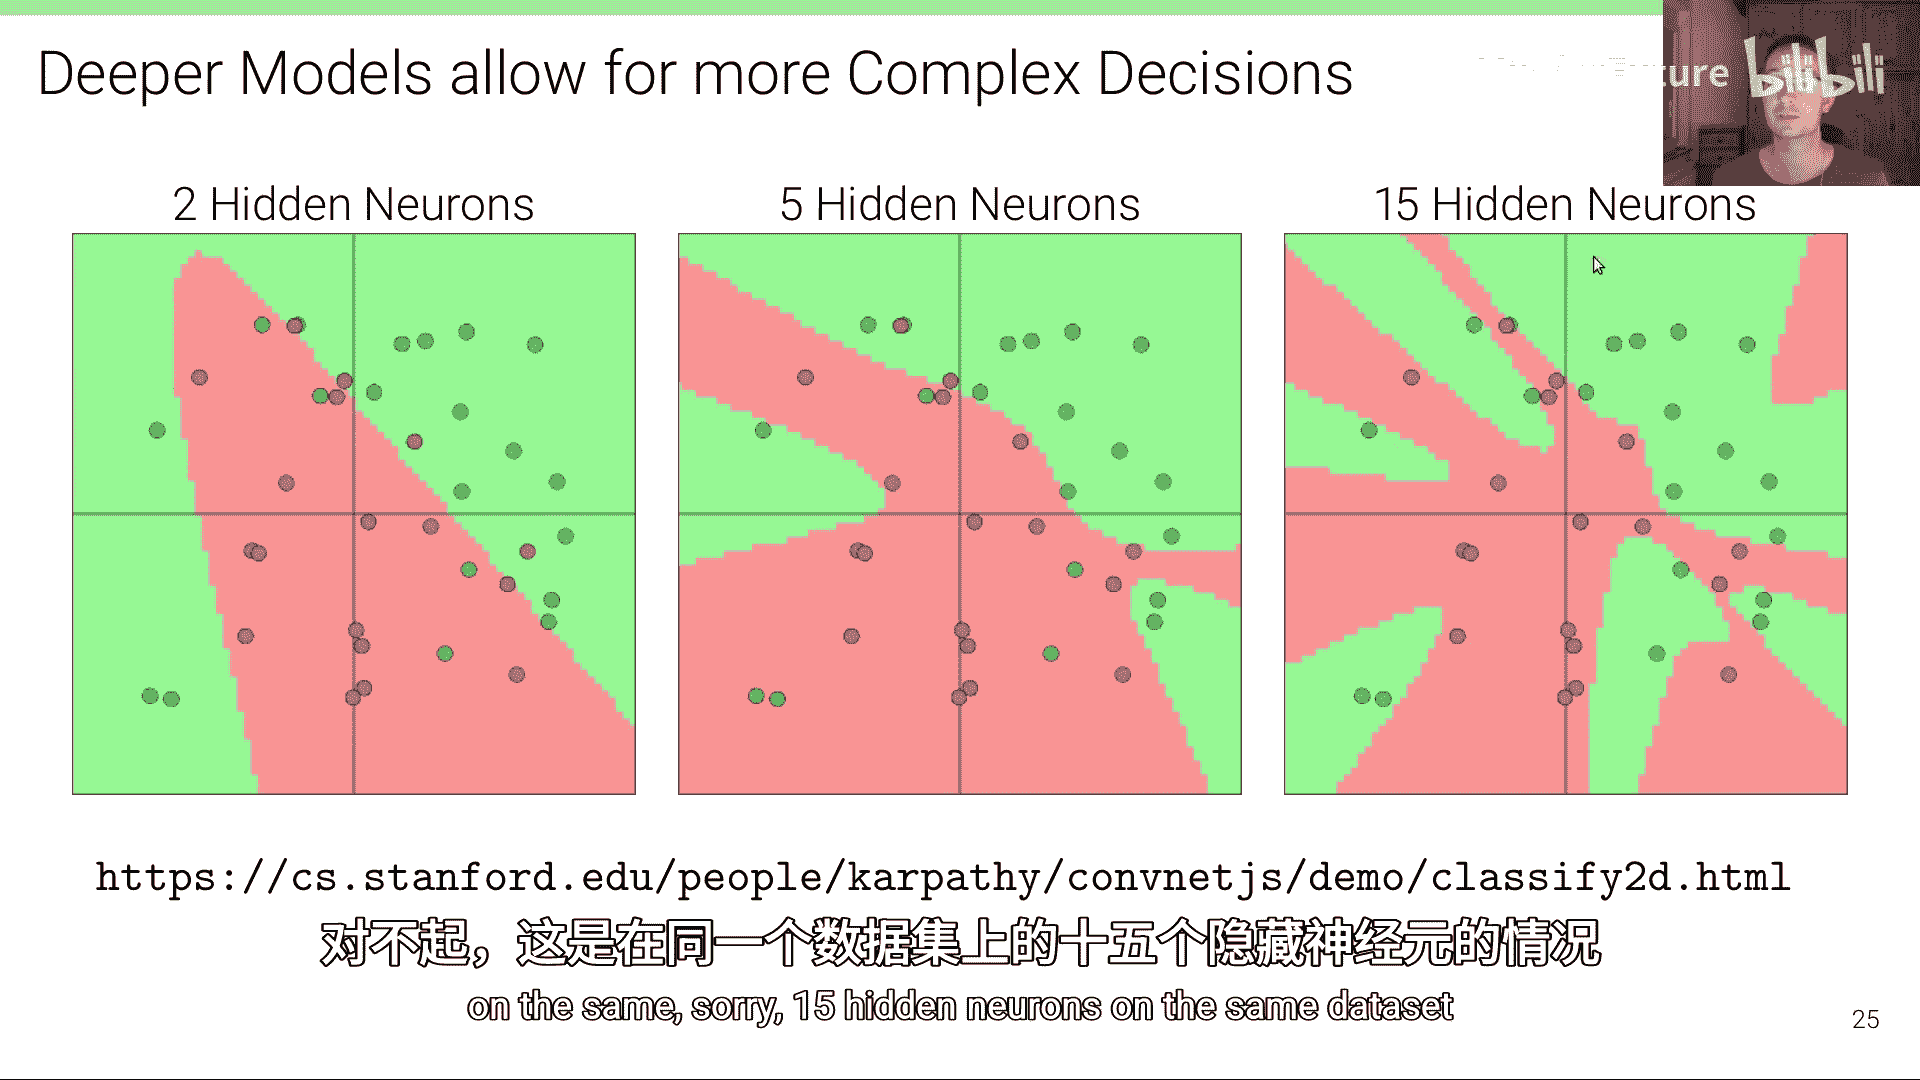 Deeper Models allow for more Complex Decisions
bilibili
2 Hidden Neurons
5 Hidden Neurons
15 Hidden Neurons
https://cs.stanford.edu/people/karpathy/convnetjs/demo/classify2d.html
对不起，这是在同一个数据集上的十五个隐藏神经元的情况
on the same, sorry, 15 hidden neurons on the same dataset
25